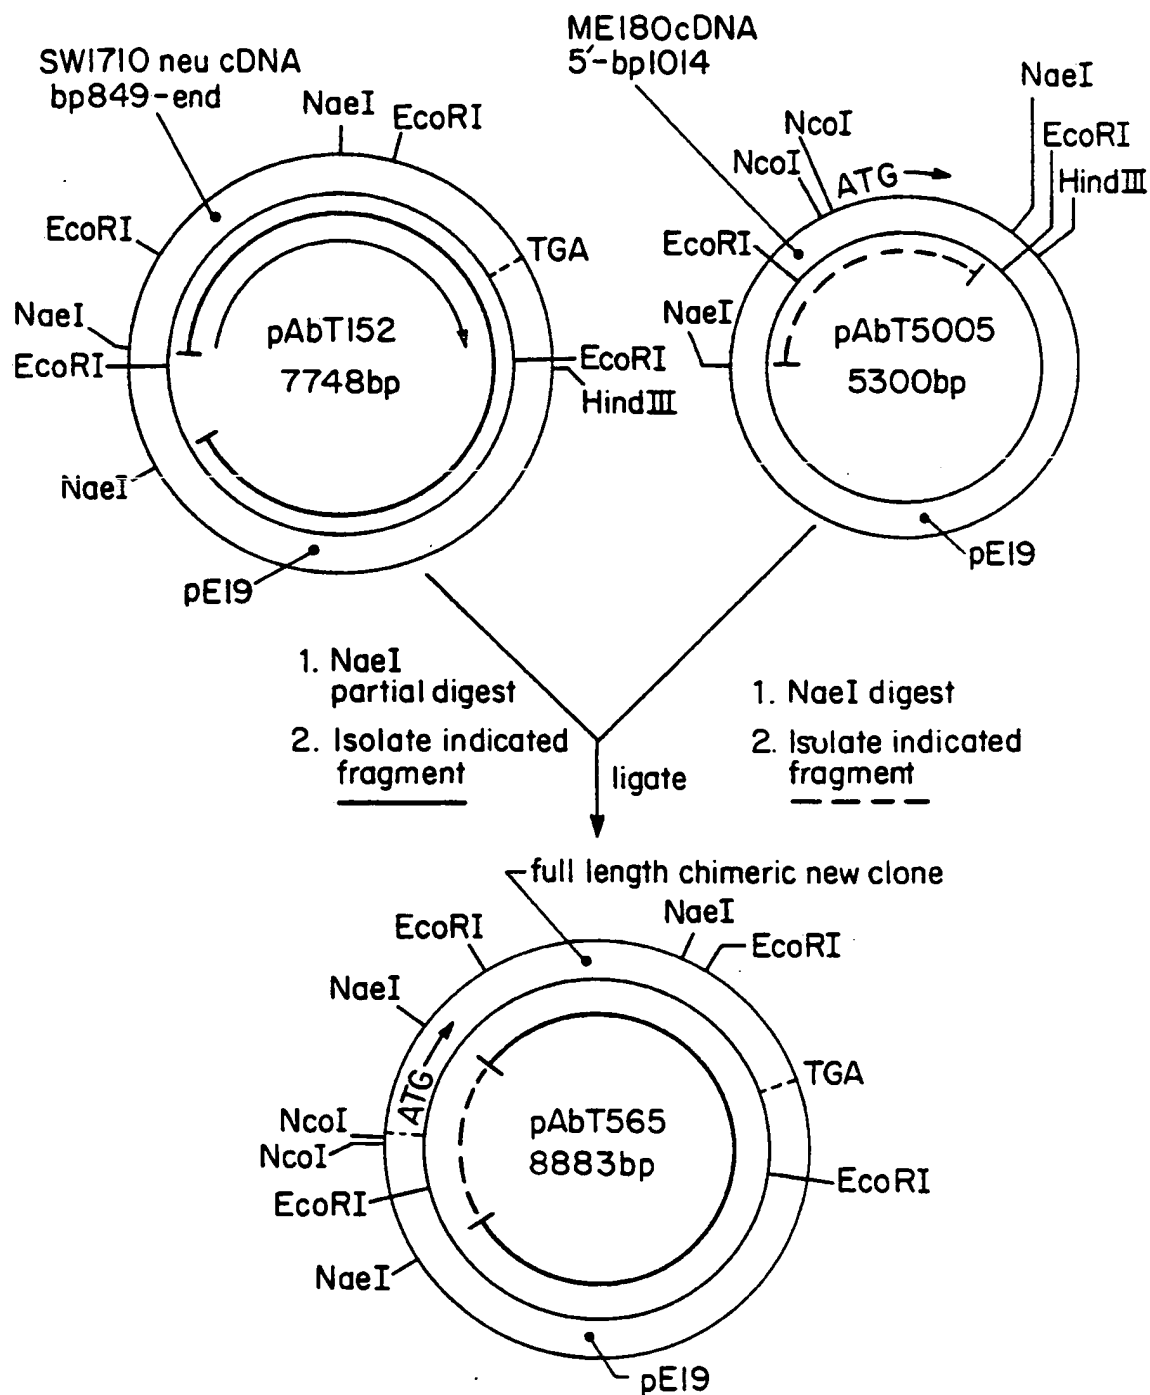 SW1710 neu cDNA
bp849-end
NaeI
EcoRI
EcoRI
TGA
NaeI
EcoRI
pAbT152
7748bp
EcoRI
HindIII
NaeI
pE19
ME180cDNA
5'-bp1014
NaeI
NcoI
EcoRI
NcoI
ATG
HindIII
EcoRI
NaeI
pAbT5005
5300bp
pE19
1. NaeI
partial digest
2. Isolate indicated
fragment
1. NaeI digest
2. Isolate indicated
fragment
ligate
full length chimeric new clone
NaeI
EcoRI
EcoRI
NaeI
ATG
TGA
NcoI
NcoI
pAbT565
8883bp
EcoRI
EcoRI
NaeI
pE19